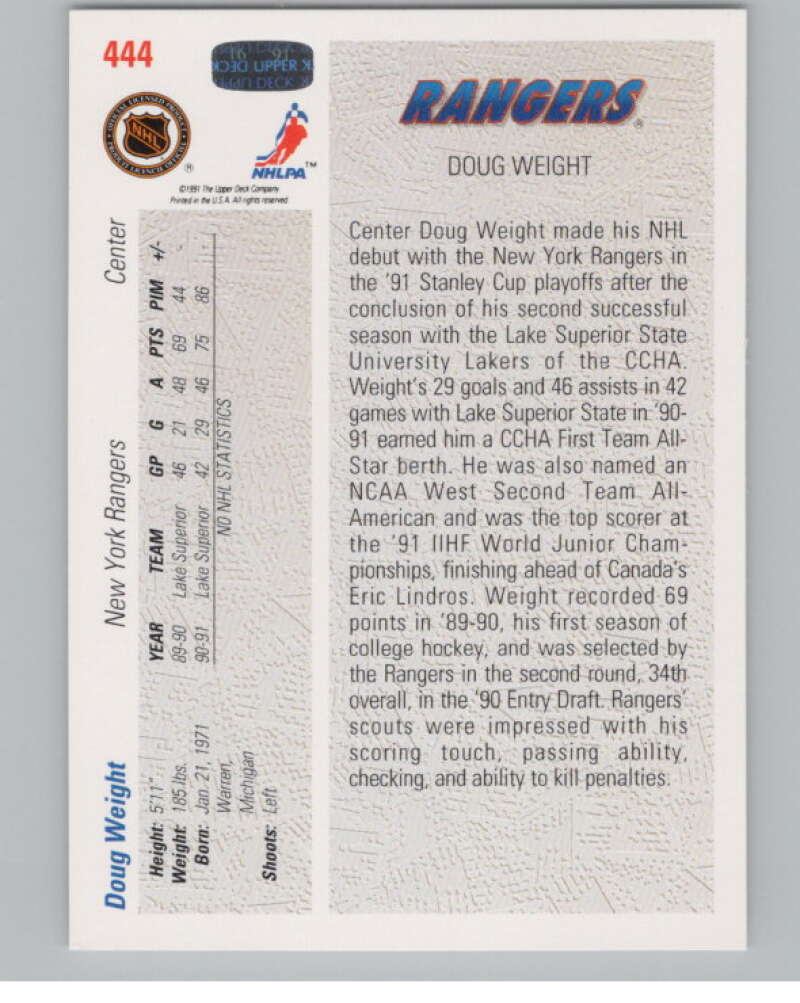 444
UPPER DECK
OFFICIAL LICENSED PRODUCT
NHL
®
NHLPA™
©1991 The Upper Deck Company
Printed in the U.S.A. All rights reserved
Doug Weight New York Rangers Center
Height: 5'11"
Weight: 185 lbs.
Born: Jan. 21, 1971
Warren,
Michigan
Shoots: Left
YEAR TEAM GP G A PTS PIM +/-
89-90 Lake Superior 46 21 48 69 44 -
90-91 Lake Superior 42 29 46 75 86
NO NHL STATISTICS
RANGERS®
DOUG WEIGHT
Center Doug Weight made his NHL
debut with the New York Rangers in
the '91 Stanley Cup playoffs after the
conclusion of his second successful
season with the Lake Superior State
University Lakers of the CCHA.
Weight's 29 goals and 46 assists in 42
games with Lake Superior State in '90-
91 earned him a CCHA First Team All-
Star berth. He was also named an
NCAA West Second Team All-
American and was the top scorer at
the '91 IIHF World Junior Cham-
pionships, finishing ahead of Canada's
Eric Lindros. Weight recorded 69
points in '89-90, his first season of
college hockey, and was selected by
the Rangers in the second round, 34th
overall, in the '90 Entry Draft. Rangers'
scouts were impressed with his
scoring touch, passing ability,
checking, and ability to kill penalties.